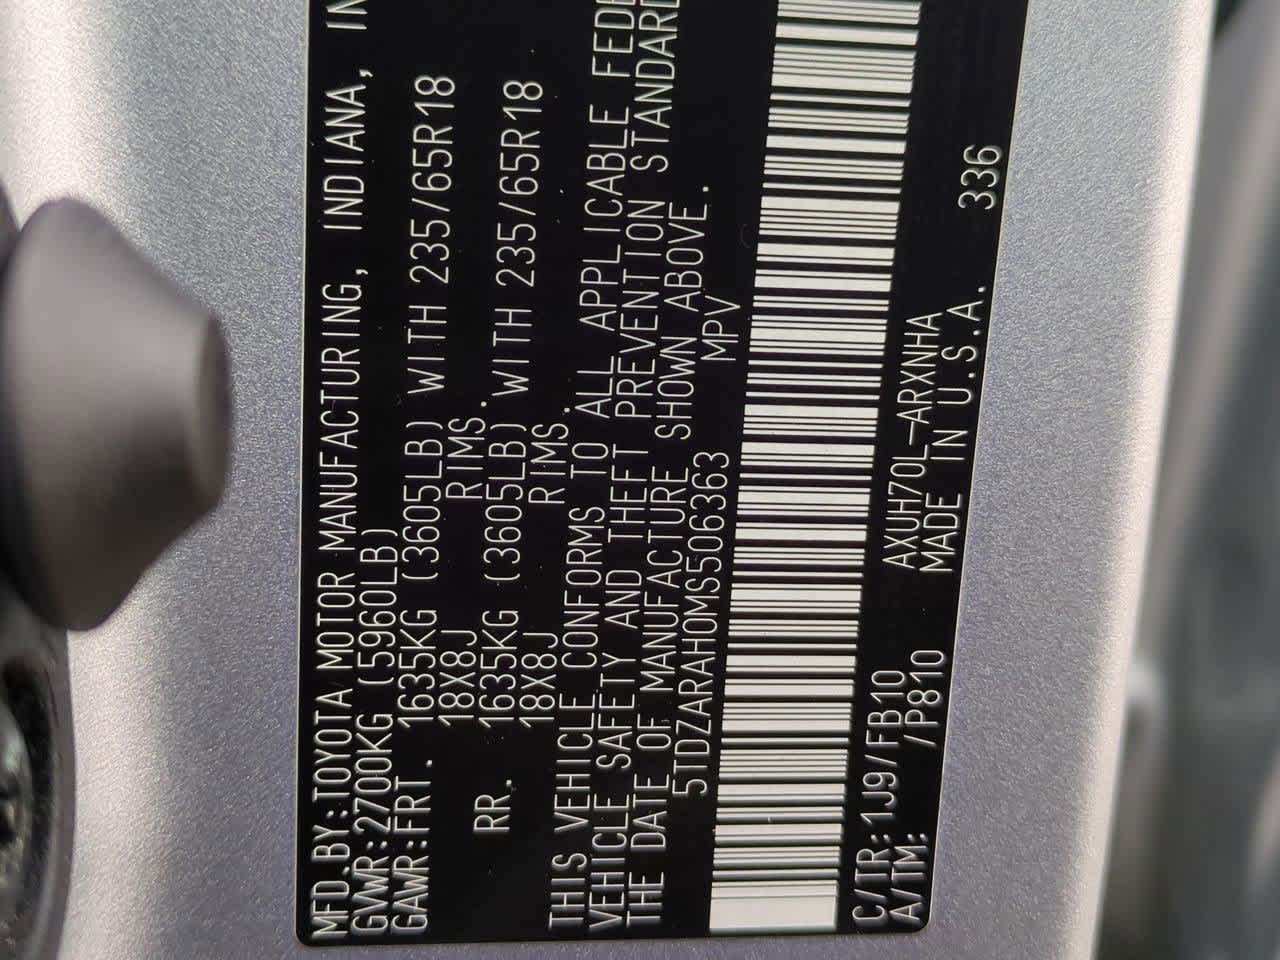 MFD.BY:TOYOTA MOTOR MANUFACTURING, INDIANA, IN
GVWR:2700KG (5960LB)
GAWR:FRT. 1635KG (3605LB) WITH 235/65R18
18X8J RIMS.
RR. 1635KG (3605LB) WITH 235/65R18
18X8J RIMS.
THIS VEHICLE CONFORMS TO ALL APPLICABLE FEDE
VEHICLE SAFETY AND THEFT PREVENTION STANDARD
THE DATE OF MANUFACTURE SHOWN ABOVE.
5TDZARAH0MS506363 MPV
C/TR:1J9/FB10 AXUH70L-ARXNHA
A/TM: /P810 MADE IN U.S.A. 336